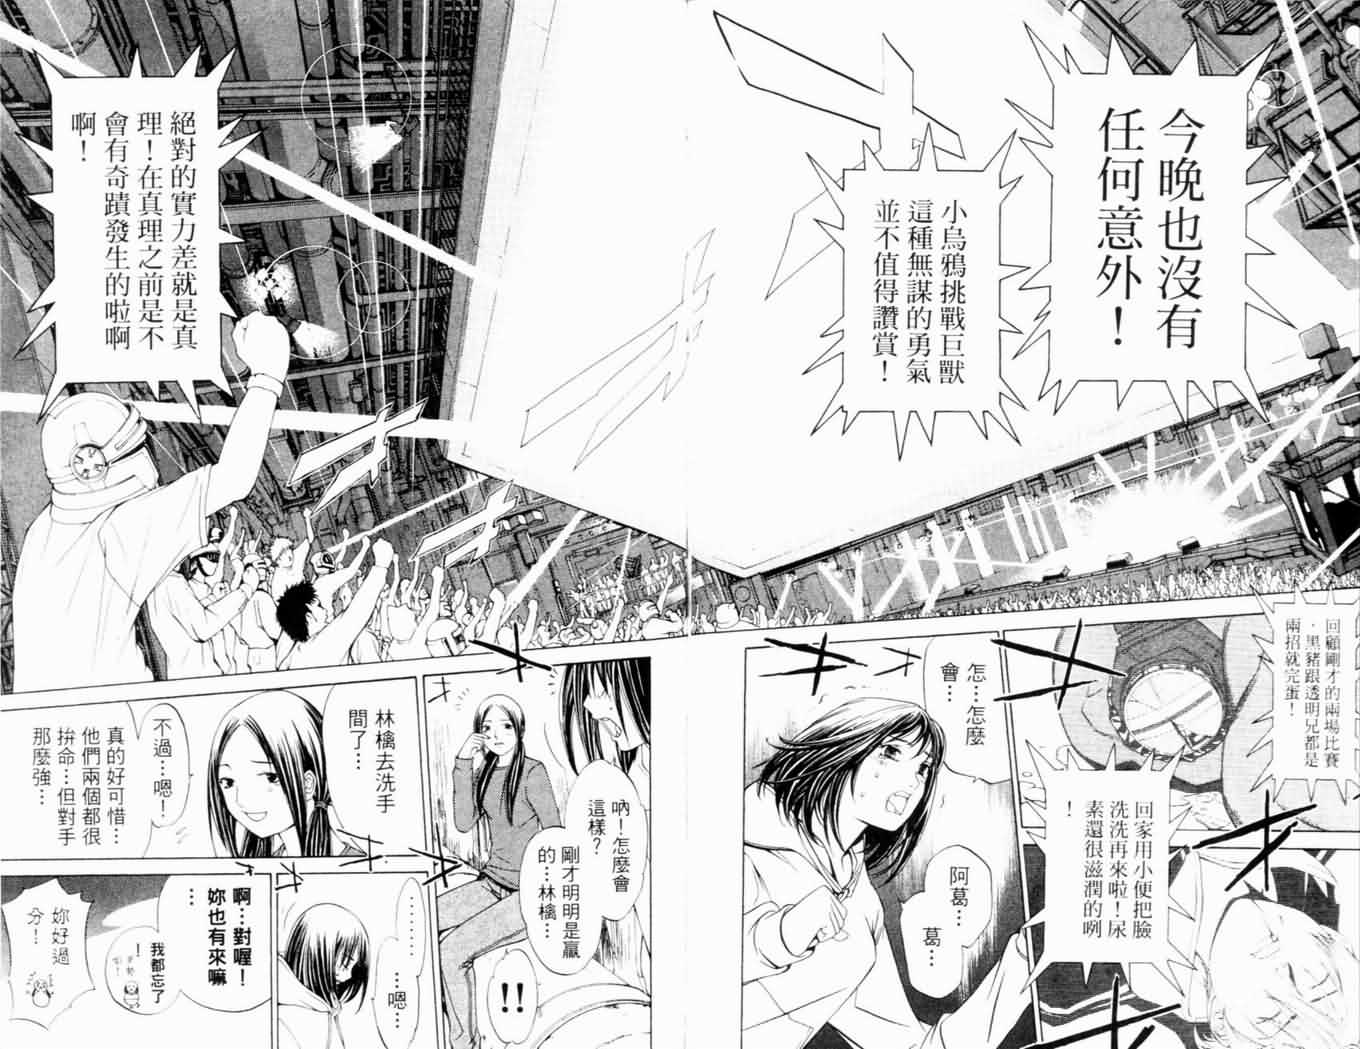 今晚也沒有
任何意外！
小烏鴉挑戰巨獸
這種無謀的勇氣
並不值得讚賞！
絕對的實力差就是真
理！在真理之前是不
會有奇蹟發生的啦啊
啊！
回顧剛才的兩場比賽
．黑豬跟透明兄都是
兩招就完蛋！
回家用小便把臉
洗洗再來啦！尿
素還很滋潤的咧
！
怎…怎麼
會…
阿葛…
葛…
吶！怎麼會
這樣？
剛才明明是贏
的…林檎…
!!
林檎去洗手
間了…
不過…嗯！
真的好可惜…
他們兩個都很
拚命…但對手
那麼強…
………
…嗯…
啊…對喔！
妳也有來嘛
…
我都忘了
妳好過
分！